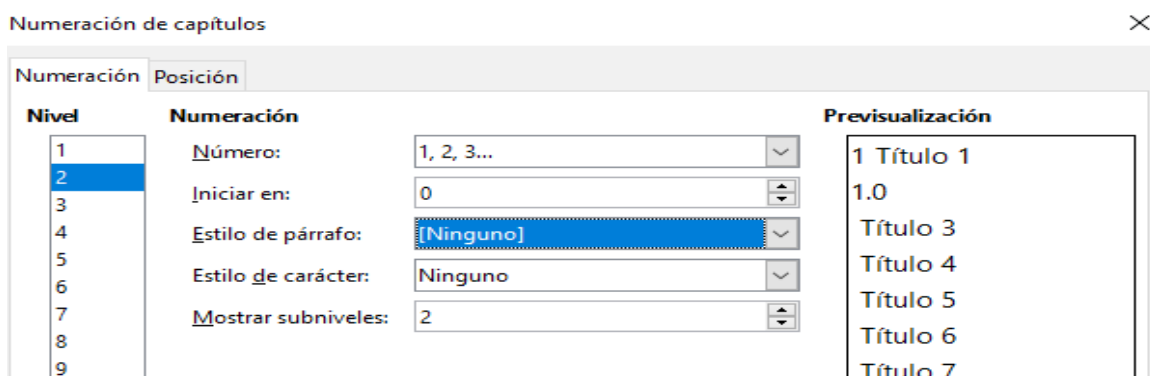 Numeración de capítulos
Numeración Posición
Nivel
1
2
3
4
5
6
7
8
9
Numeración
Número: 1, 2, 3...
Iniciar en: 0
Estilo de párrafo: [Ninguno]
Estilo de carácter: Ninguno
Mostrar subniveles: 2
Previsualización
1 Título 1
1.0
Título 3
Título 4
Título 5
Título 6
Título 7